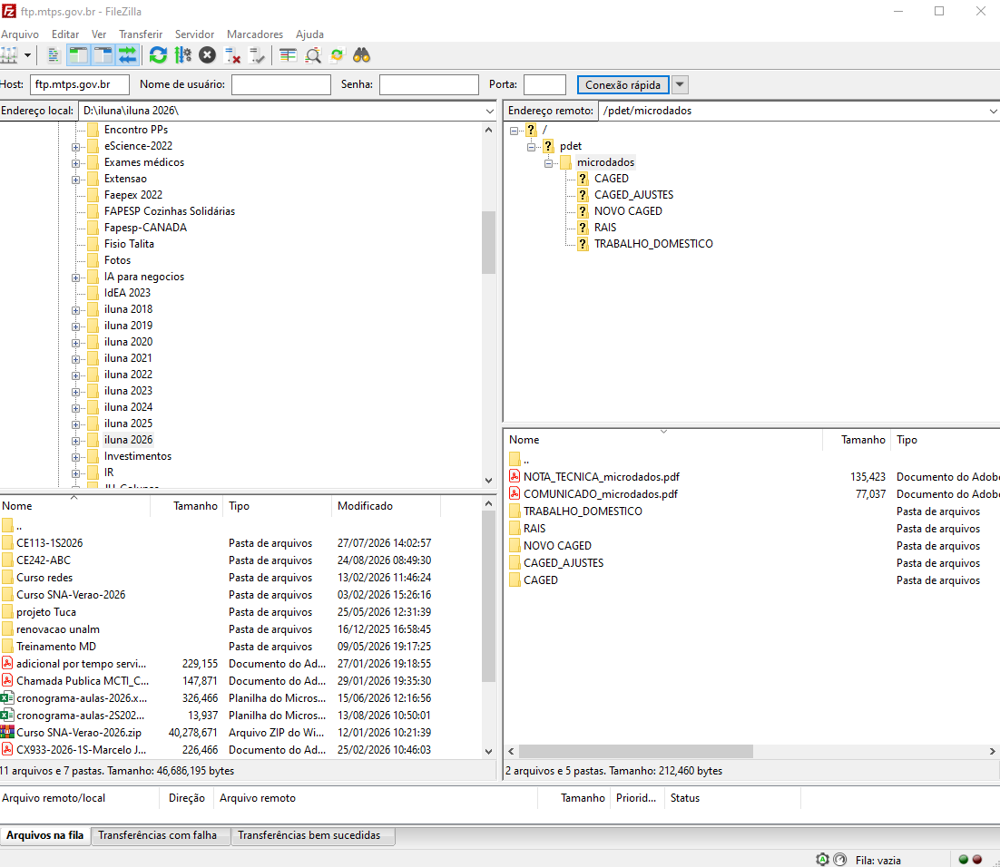 ftp.mtps.gov.br - FileZilla
Arquivo Editar Ver Transferir Servidor Marcadores Ajuda
Host: ftp.mtps.gov.br Nome de usuário: Senha: Porta: Conexão rápida
Endereço local: D:\iluna\iluna 2026\
Encontro PPs
eScience-2022
Exames médicos
Extensao
Faepex 2022
FAPESP Cozinhas Solidárias
Fapesp-CANADA
Fisio Talita
Fotos
IA para negocios
IdEA 2023
iluna 2018
iluna 2019
iluna 2020
iluna 2021
iluna 2022
iluna 2023
iluna 2024
iluna 2025
iluna 2026
Investimentos
IR
Endereço remoto: /pdet/microdados
/
pdet
microdados
CAGED
CAGED_AJUSTES
NOVO CAGED
RAIS
TRABALHO_DOMESTICO
Nome Tamanho Tipo Modificado
..
CE113-1S2026 Pasta de arquivos 27/07/2026 14:02:57
CE242-ABC Pasta de arquivos 24/08/2026 08:49:30
Curso redes Pasta de arquivos 13/02/2026 11:46:24
Curso SNA-Verao-2026 Pasta de arquivos 03/02/2026 15:26:16
projeto Tuca Pasta de arquivos 25/05/2026 12:31:39
renovacao unalm Pasta de arquivos 16/12/2025 16:58:45
Treinamento MD Pasta de arquivos 09/05/2026 19:17:25
adicional por tempo servi... 229,155 Documento do Ad... 27/01/2026 19:18:55
Chamada Publica MCTI_C... 147,871 Documento do Ad... 29/01/2026 19:35:30
cronograma-aulas-2026.x... 326,466 Planilha do Micros... 15/06/2026 12:16:56
cronograma-aulas-2S202... 13,937 Planilha do Micros... 13/08/2026 10:50:01
Curso SNA-Verao-2026.zip 40,278,671 Arquivo ZIP do Wi... 12/01/2026 10:21:39
CX933-2026-1S-Marcelo J... 226,466 Documento do Ad... 25/02/2026 10:46:03
11 arquivos e 7 pastas. Tamanho: 46,686,195 bytes
Nome Tamanho Tipo
..
NOTA_TECNICA_microdados.pdf 135,423 Documento do Adobe
COMUNICADO_microdados.pdf 77,037 Documento do Adobe
TRABALHO_DOMESTICO Pasta de arquivos
RAIS Pasta de arquivos
NOVO CAGED Pasta de arquivos
CAGED_AJUSTES Pasta de arquivos
CAGED Pasta de arquivos
2 arquivos e 5 pastas. Tamanho: 212,460 bytes
Arquivo remoto/local Direção Arquivo remoto Tamanho Priorid... Status
Arquivos na fila Transferências com falha Transferências bem sucedidas
Fila: vazia